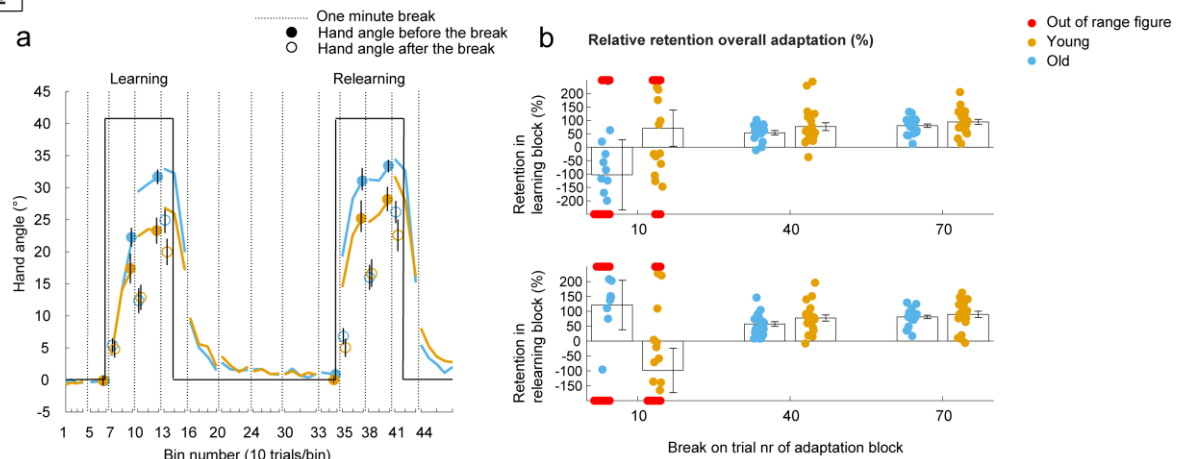 One minute break
Hand angle before the break
Hand angle after the break
a
Learning
Relearning
45
40
35
30
25
20
15
10
5
0
-5
Hand angle (°)
1 5 7 10 13 16 20 24 30 33 35 38 41 44
Bin number (10 trials/bin)
b
Relative retention overall adaptation (%)
Out of range figure
Young
Old
Retention in
learning block (%)
200
150
100
50
0
-50
-100
-150
-200
10 40 70
Retention in
relearning block (%)
200
150
100
50
0
-50
-100
-150
10 40 70
Break on trial nr of adaptation block